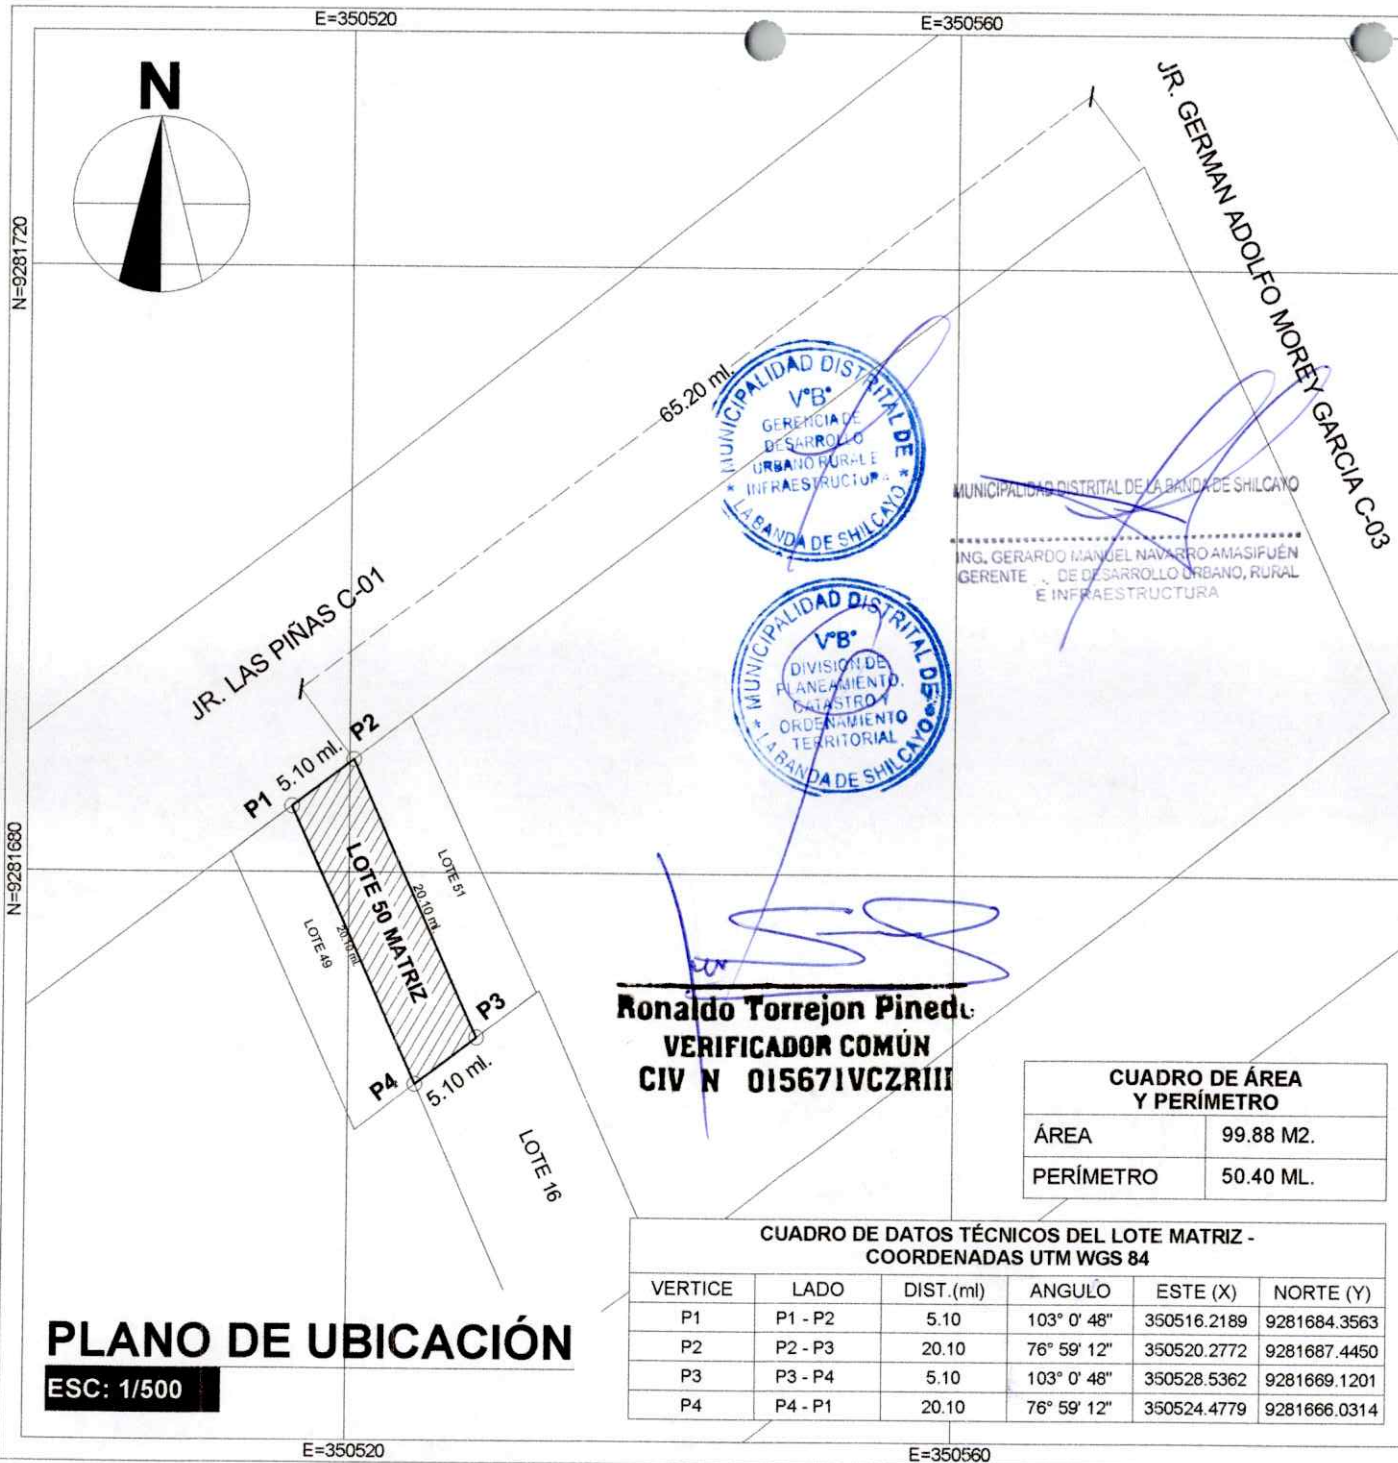 E=350520
E=350560
N
N=9281720
JR. GERMAN ADOLFO MOREY GARCIA C-03
65.20 ml.
MUNICIPALIDAD DISTRITAL DE
V°B°
GERENCIA DE
DESARROLLO
URBANO RURAL E
INFRAESTRUCTURA
* LA BANDA DE SHILCAYO *
MUNICIPALIDAD DISTRITAL DE LA BANDA DE SHILCAYO
ING. GERARDO MANUEL NAVARRO AMASIFUÉN
GERENTE DE DESARROLLO URBANO, RURAL
E INFRAESTRUCTURA
MUNICIPALIDAD DISTRITAL DE
V°B°
DIVISIÓN DE
PLANEAMIENTO,
CATASTRO Y
ORDENAMIENTO
TERRITORIAL
* LA BANDA DE SHILCAYO *
JR. LAS PIÑAS C-01
P2
5.10 ml.
P1
N=9281680
LOTE 51
20.10 ml.
LOTE 50 MATRIZ
20.10 ml.
LOTE 49
P3
P4
5.10 ml.
LOTE 16
Ronaldo Torrejon Pinedo
VERIFICADOR COMÚN
CIV N 015671VCZRIII
CUADRO DE ÁREA
Y PERÍMETRO
ÁREA 99.88 M2.
PERÍMETRO 50.40 ML.
CUADRO DE DATOS TÉCNICOS DEL LOTE MATRIZ -
COORDENADAS UTM WGS 84
VERTICE LADO DIST.(ml) ANGULO ESTE (X) NORTE (Y)
P1 P1 - P2 5.10 103° 0' 48" 350516.2189 9281684.3563
P2 P2 - P3 20.10 76° 59' 12" 350520.2772 9281687.4450
P3 P3 - P4 5.10 103° 0' 48" 350528.5362 9281669.1201
P4 P4 - P1 20.10 76° 59' 12" 350524.4779 9281666.0314
PLANO DE UBICACIÓN
ESC: 1/500
E=350520
E=350560